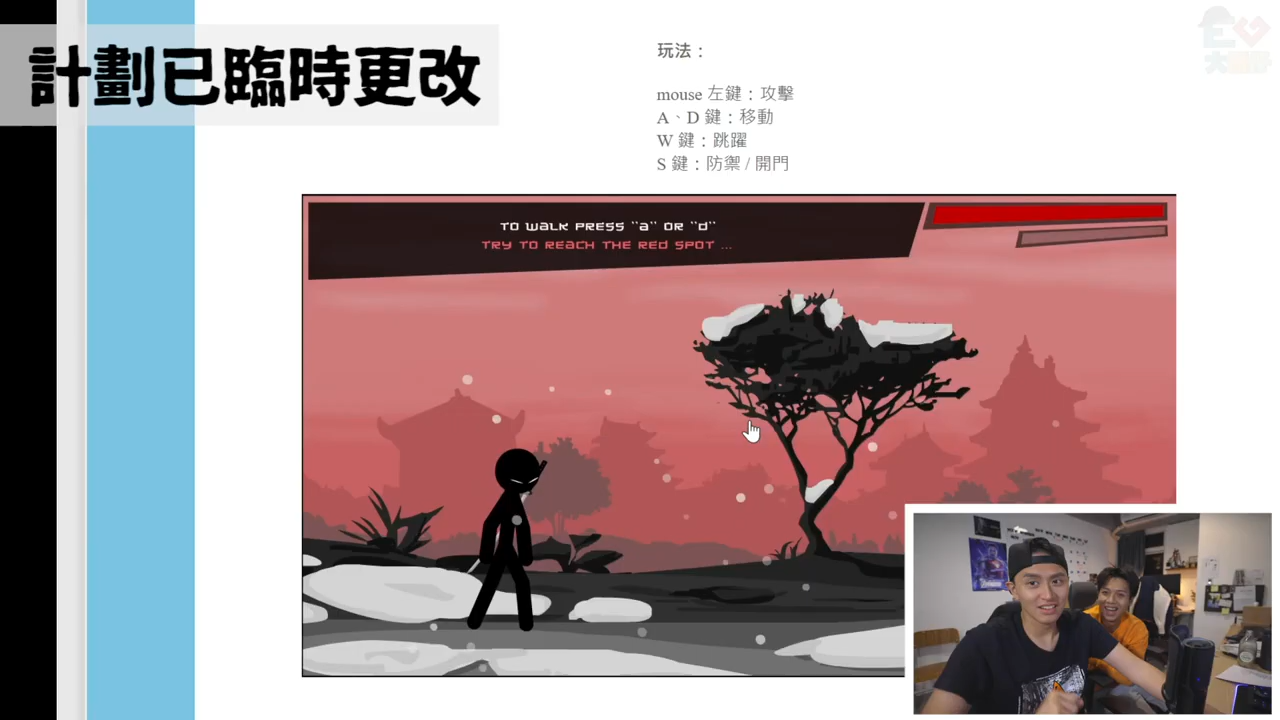 計劃已臨時更改
玩法：
mouse 左鍵：攻擊
A、D 鍵：移動
W 鍵：跳躍
S 鍵：防禦 / 開門
TO WALK PRESS "A" OR "D"
TRY TO REACH THE RED SPOT ...